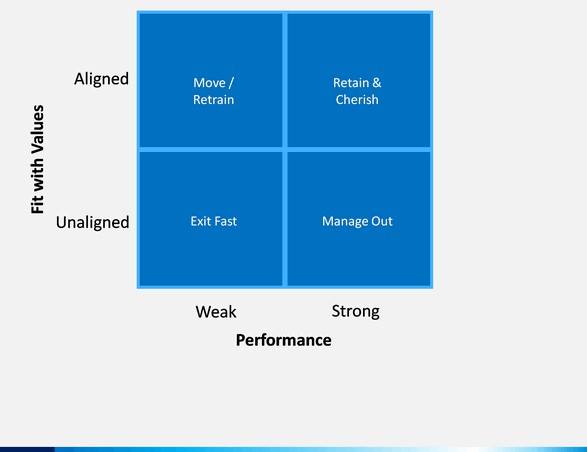 Fit with Values
Aligned
Move /
Retrain
Retain &
Cherish
Unaligned
Exit Fast
Manage Out
Weak
Strong
Performance